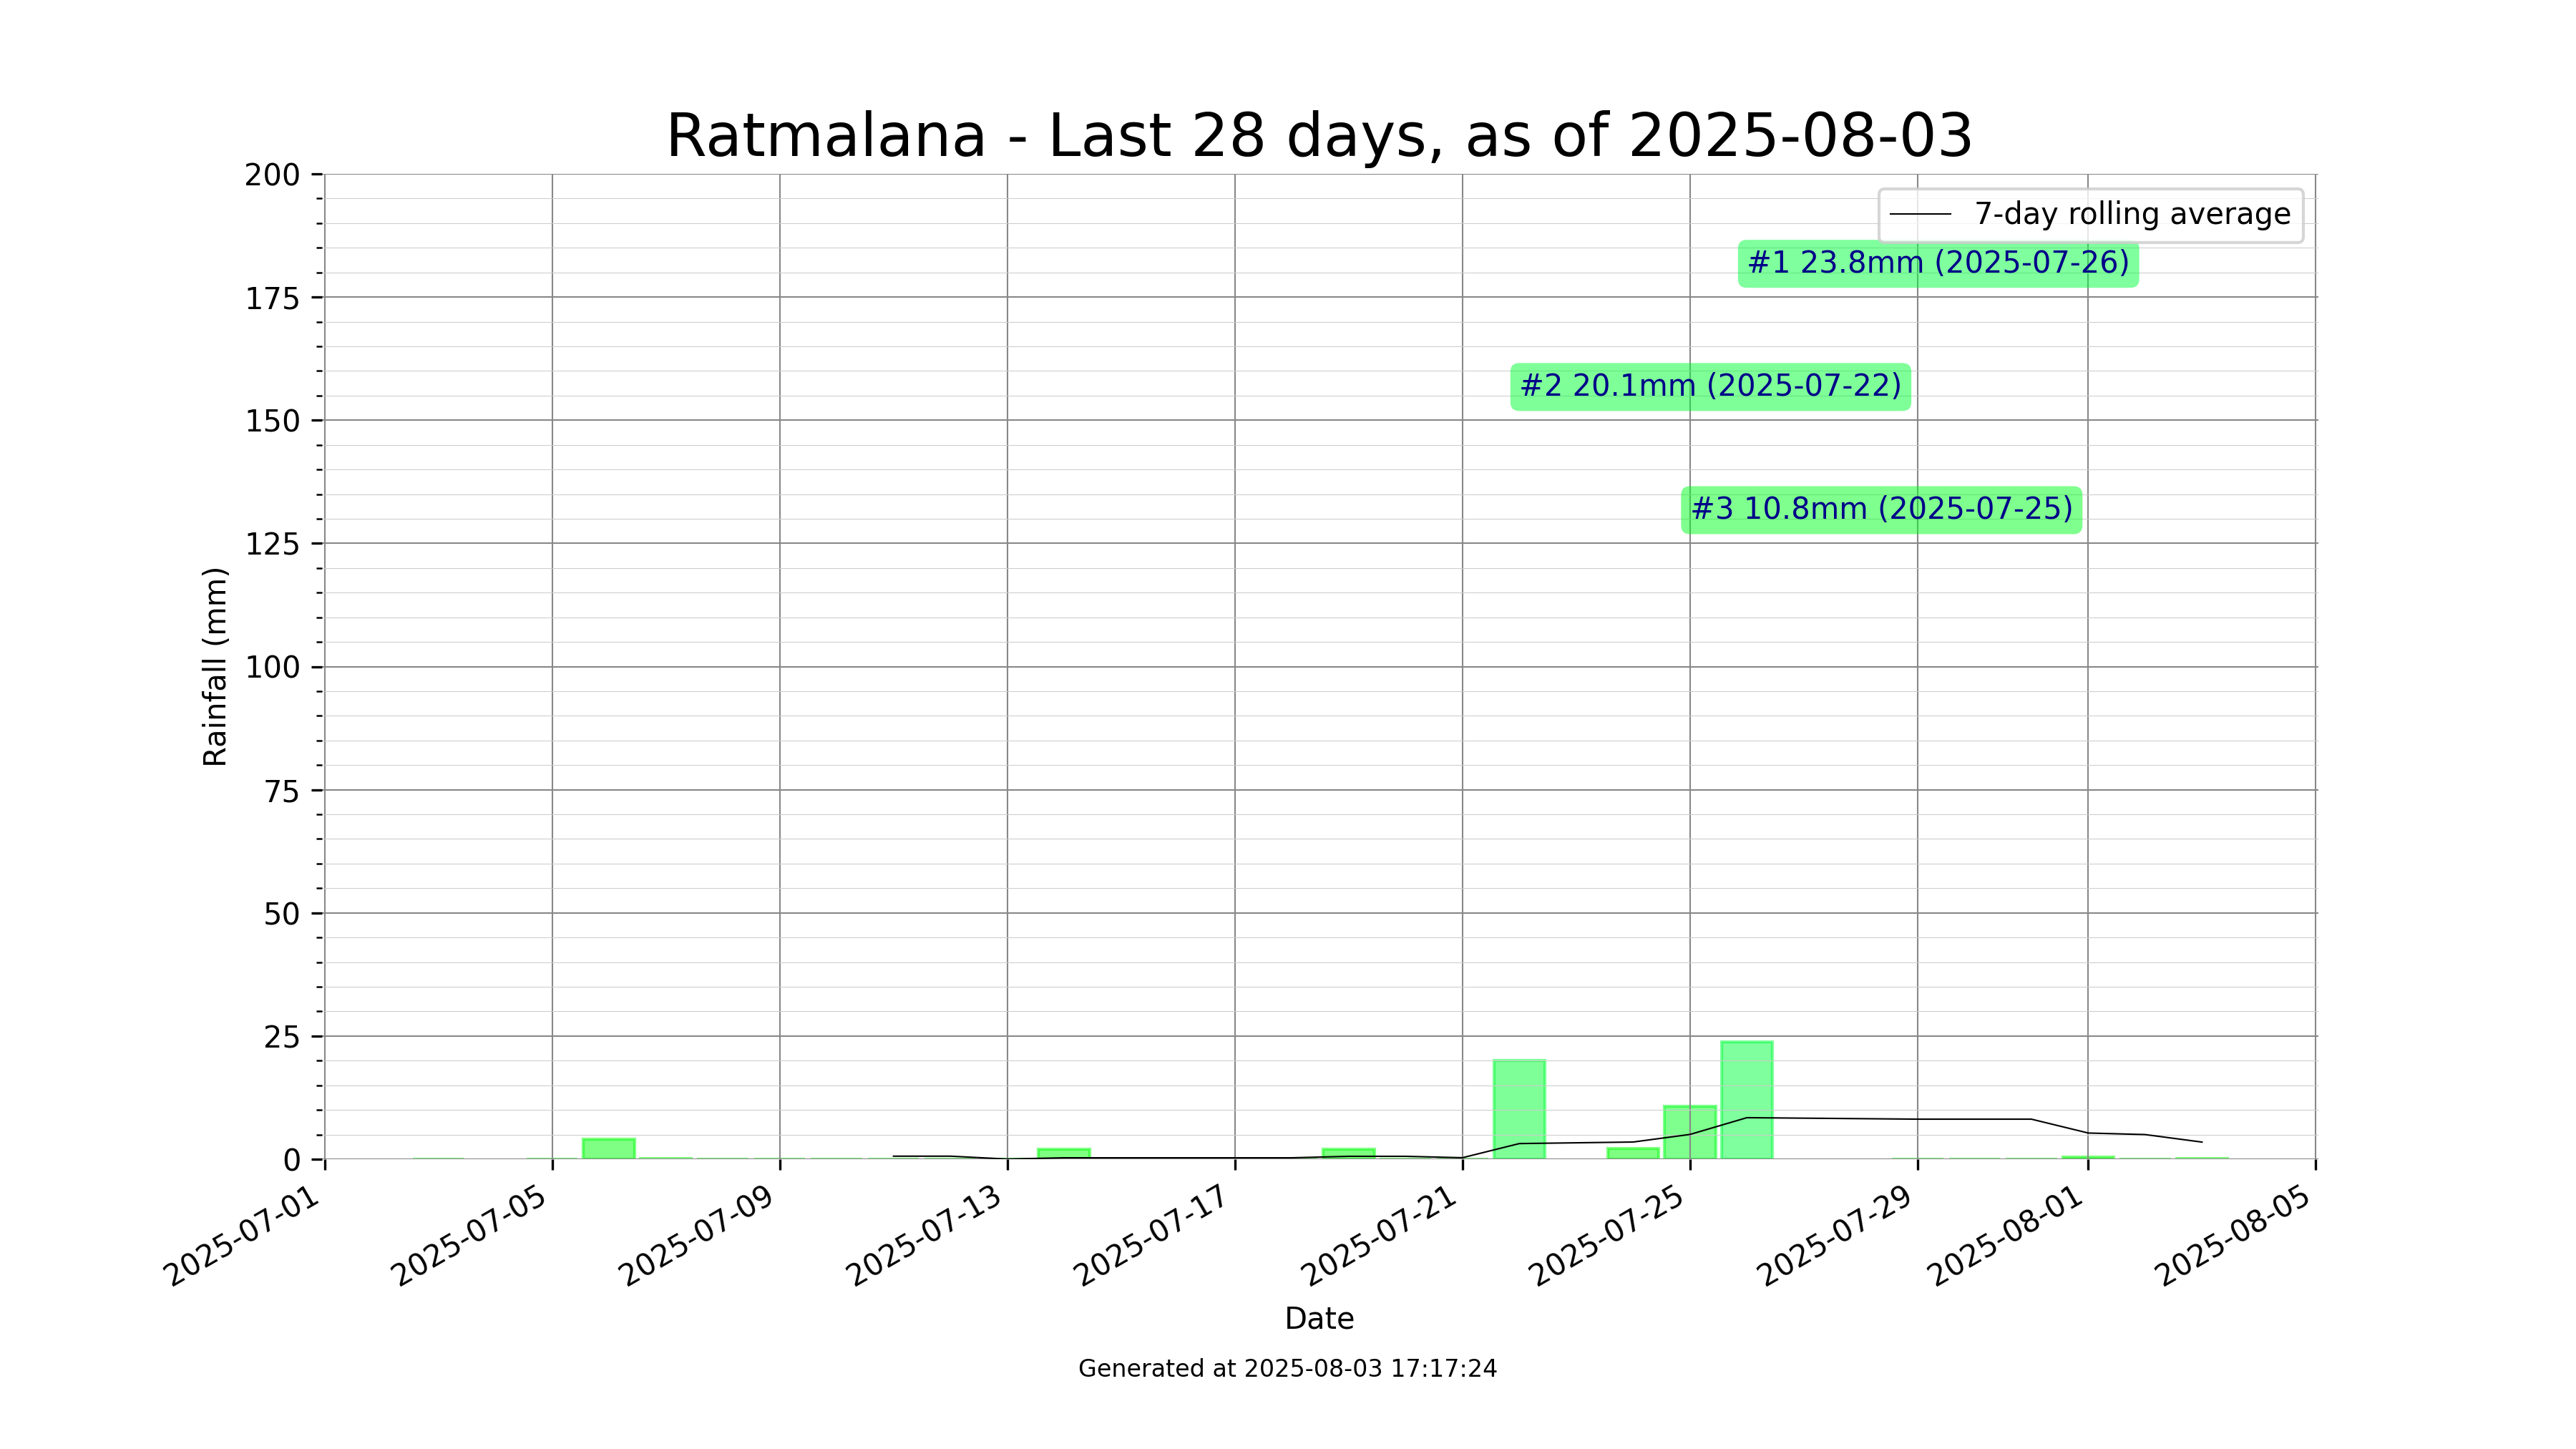 Ratmalana - Last 28 days, as of 2025-08-03
200
175
150
125
100
75
50
25
0
Rainfall (mm)
7-day rolling average
#1 23.8mm (2025-07-26)
#2 20.1mm (2025-07-22)
#3 10.8mm (2025-07-25)
2025-07-01
2025-07-05
2025-07-09
2025-07-13
2025-07-17
2025-07-21
2025-07-25
2025-07-29
2025-08-01
2025-08-05
Date
Generated at 2025-08-03 17:17:24